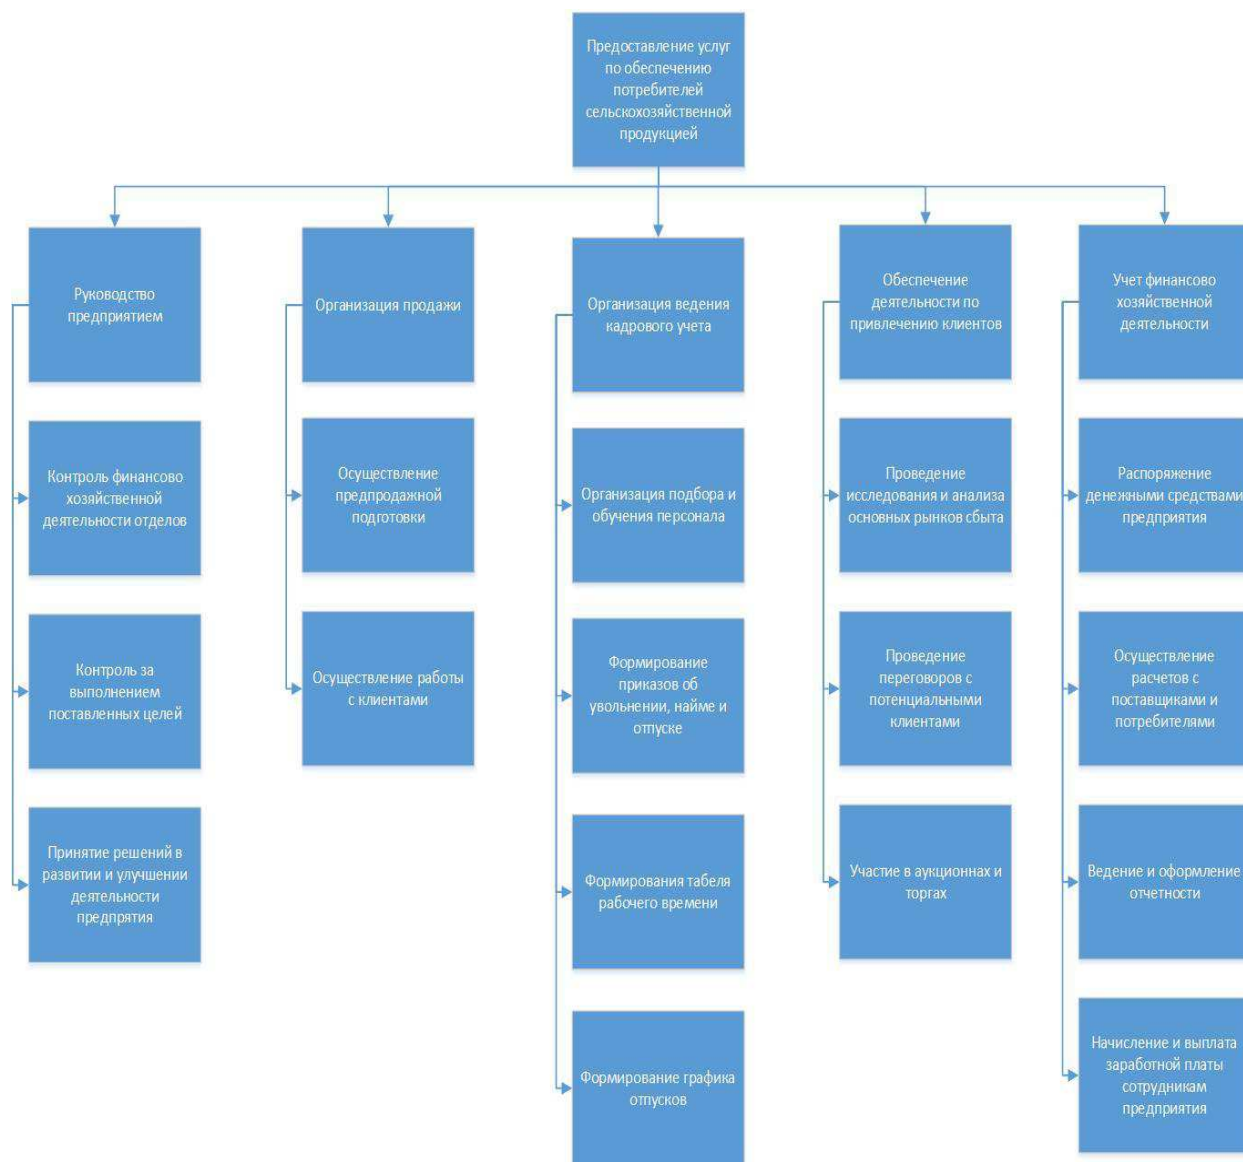 Предоставление услуг
по обеспечению
потребителей
сельскохозяйственной
продукцией
Руководство
предприятием
Контроль финансово
хозяйственной
деятельности отделов
Контроль за
выполнением
поставленных целей
Принятие решений в
развитии и улучшении
деятельности
предпрятия
Организация продажи
Осуществление
предпродажной
подготовки
Осуществление работы
с клиентами
Организация ведения
кадрового учета
Организация подбора и
обучения персонала
Формирование
приказов об
увольнении, найме и
отпуске
Формирования табеля
рабочего времени
Формирование графика
отпусков
Обеспечение
деятельности по
привлечению клиентов
Проведение
исследования и анализа
основных рынков сбыта
Проведение
переговоров с
потенциальными
клиентами
Участие в аукционнах и
торгах
Учет финансово
хозяйственной
деятельности
Распоряжение
денежными средствами
предприятия
Осуществление
расчетов с
поставщиками и
потребителями
Ведение и оформление
отчетности
Начисление и выплата
заработной платы
сотрудникам
предприятия